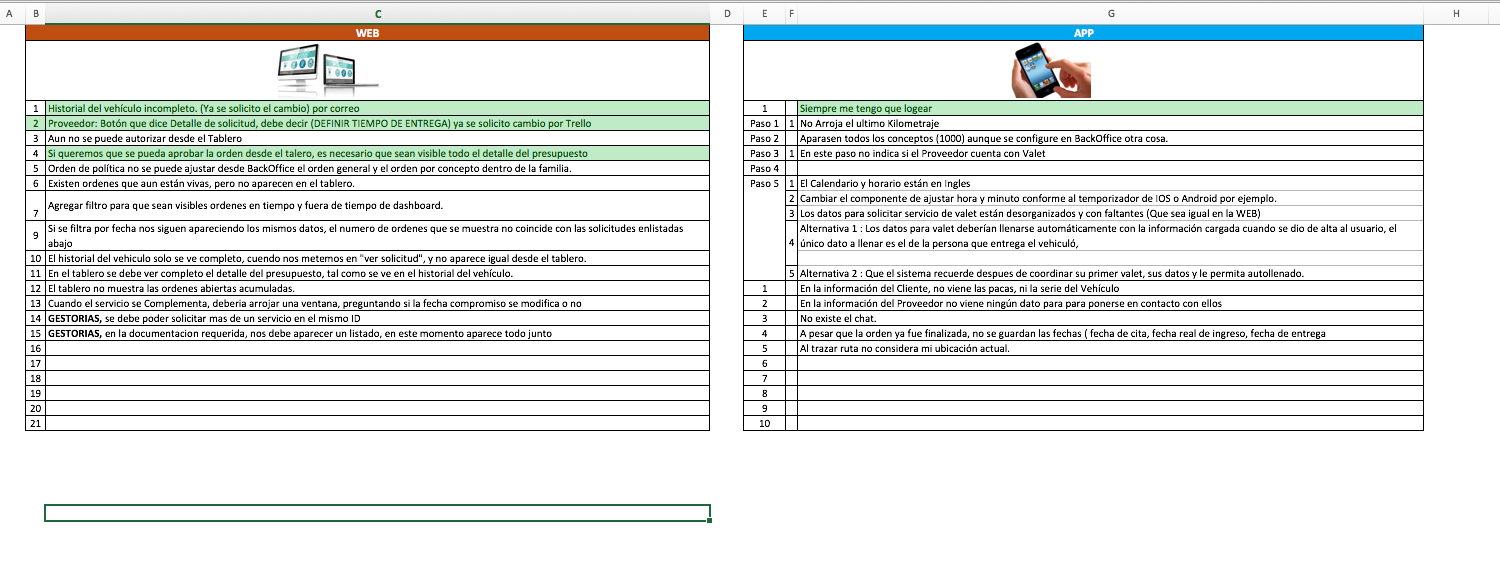 A B C D E F G H
WEB
1 Historial del vehículo incompleto. (Ya se solicito el cambio) por correo
2 Proveedor: Botón que dice Detalle de solicitud, debe decir (DEFINIR TIEMPO DE ENTREGA) ya se solicito cambio por Trello
3 Aun no se puede autorizar desde el Tablero
4 Si queremos que se pueda aprobar la orden desde el talero, es necesario que sean visible todo el detalle del presupuesto
5 Orden de política no se puede ajustar desde BackOffice el orden general y el orden por concepto dentro de la familia.
6 Existen ordenes que aun están vivas, pero no aparecen en el tablero.
7 Agregar filtro para que sean visibles ordenes en tiempo y fuera de tiempo de dashboard.
9 Si se filtra por fecha nos siguen apareciendo los mismos datos, el numero de ordenes que se muestra no coincide con las solicitudes enlistadas
abajo
10 El historial del vehiculo solo se ve completo, cuendo nos metemos en "ver solicitud", y no aparece igual desde el tablero.
11 En el tablero se debe ver completo el detalle del presupuesto, tal como se ve en el historial del vehículo.
12 El tablero no muestra las ordenes abiertas acumuladas.
13 Cuando el servicio se Complementa, deberia arrojar una ventana, preguntando si la fecha compromiso se modifica o no
14 GESTORIAS, se debe poder solicitar mas de un servicio en el mismo ID
15 GESTORIAS, en la documentacion requerida, nos debe aparecer un listado, en este momento aparece todo junto
16
17
18
19
20
21
APP
1 Siempre me tengo que logear
Paso 1 1 No Arroja el ultimo Kilometraje
Paso 2 Aparasen todos los conceptos (1000) aunque se configure en BackOffice otra cosa.
Paso 3 1 En este paso no indica si el Proveedor cuenta con Valet
Paso 4
Paso 5 1 El Calendario y horario están en Ingles
2 Cambiar el componente de ajustar hora y minuto conforme al temporizador de IOS o Android por ejemplo.
3 Los datos para solicitar servicio de valet están desorganizados y con faltantes (Que sea igual en la WEB)
Alternativa 1 : Los datos para valet deberían llenarse automáticamente con la información cargada cuando se dio de alta al usuario, el
4 único dato a llenar es el de la persona que entrega el vehiculó,
5 Alternativa 2 : Que el sistema recuerde despues de coordinar su primer valet, sus datos y le permita autollenado.
1 En la información del Cliente, no viene las pacas, ni la serie del Vehículo
2 En la información del Proveedor no viene ningún dato para para ponerse en contacto con ellos
3 No existe el chat.
4 A pesar que la orden ya fue finalizada, no se guardan las fechas ( fecha de cita, fecha real de ingreso, fecha de entrega
5 Al trazar ruta no considera mi ubicación actual.
6
7
8
9
10